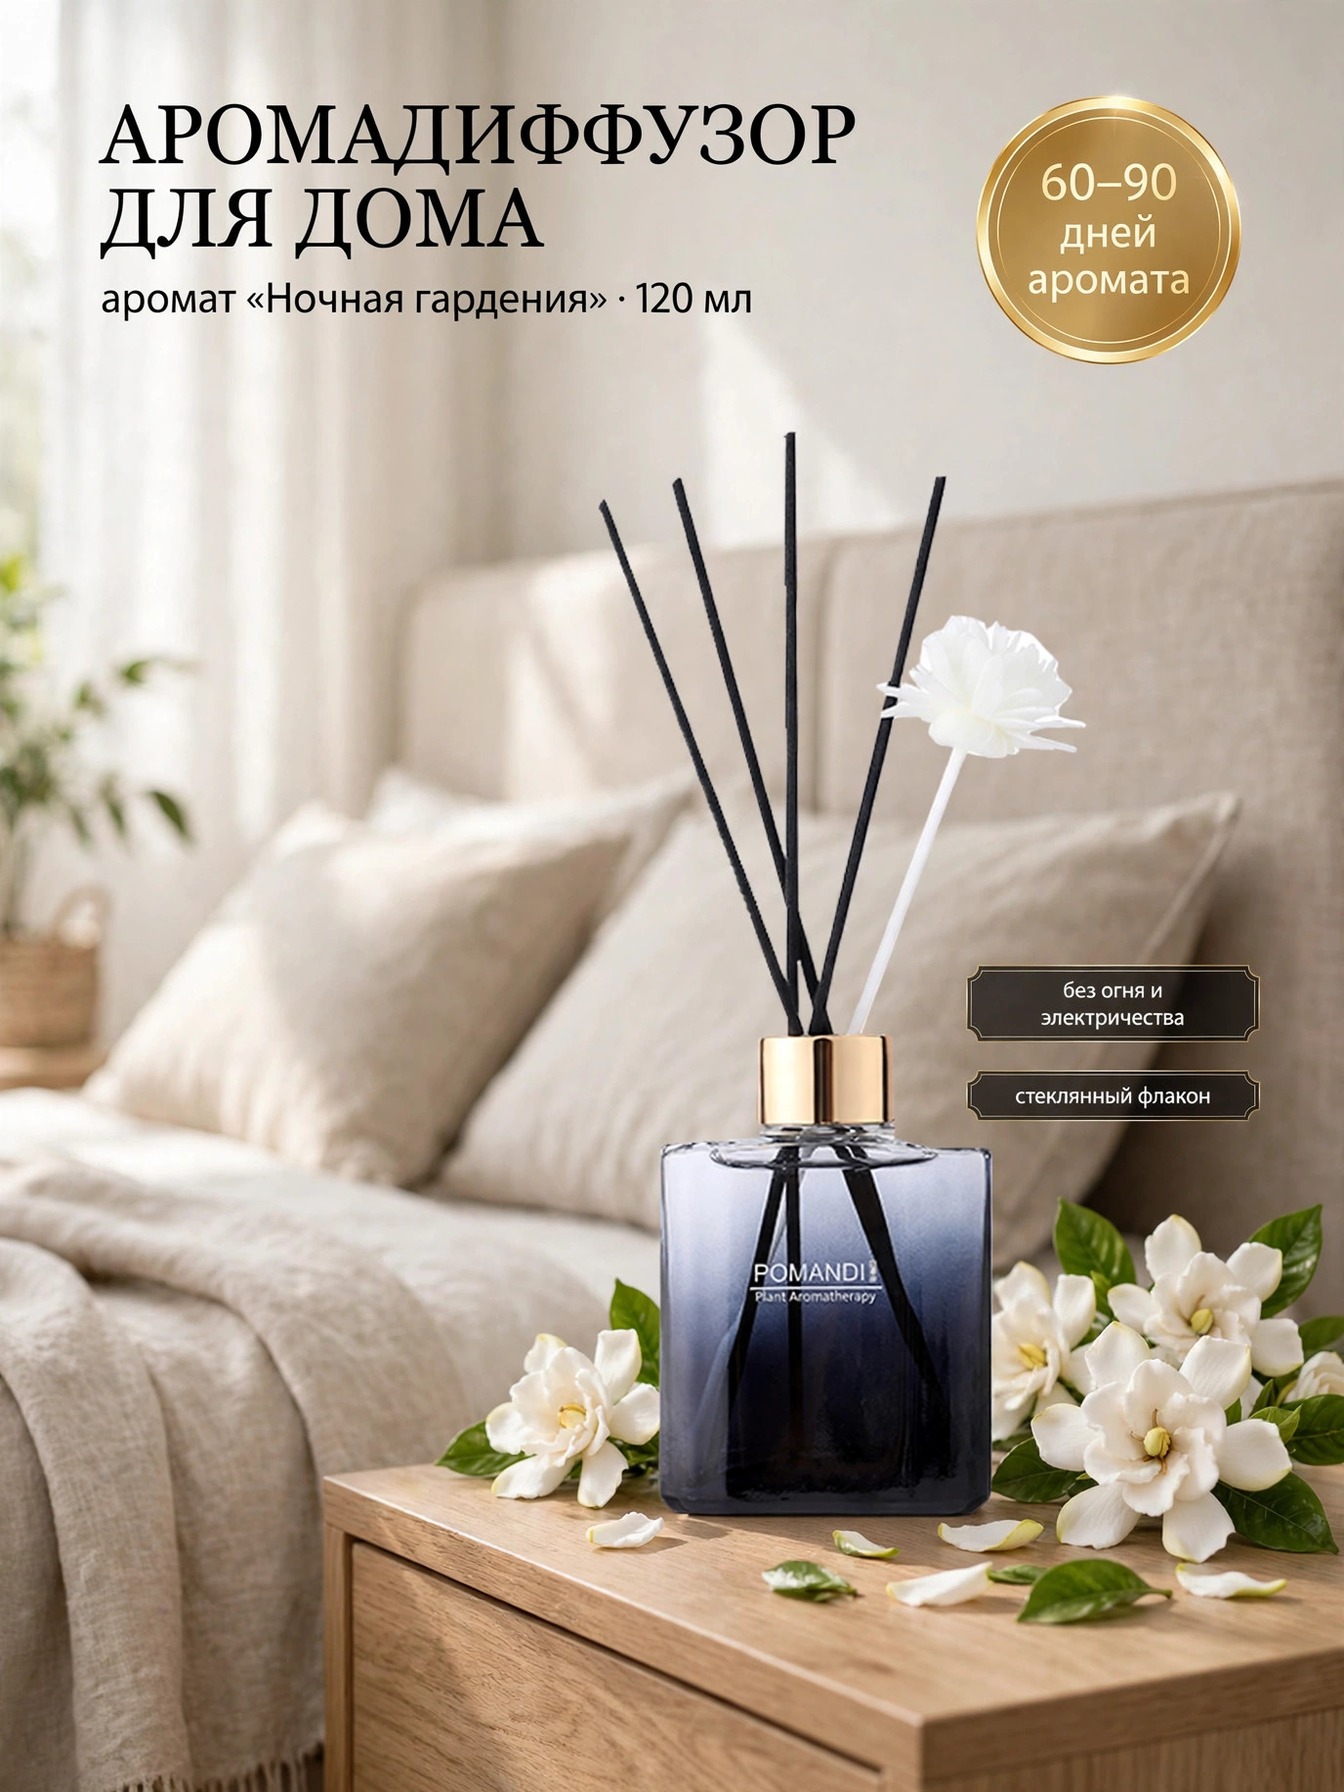 АРОМАДИФФУЗОР
ДЛЯ ДОМА
аромат «Ночная гардения» · 120 мл
60–90
дней
аромата
без огня и
электричества
стеклянный флакон
POMANDI
Plant Aromatherapy